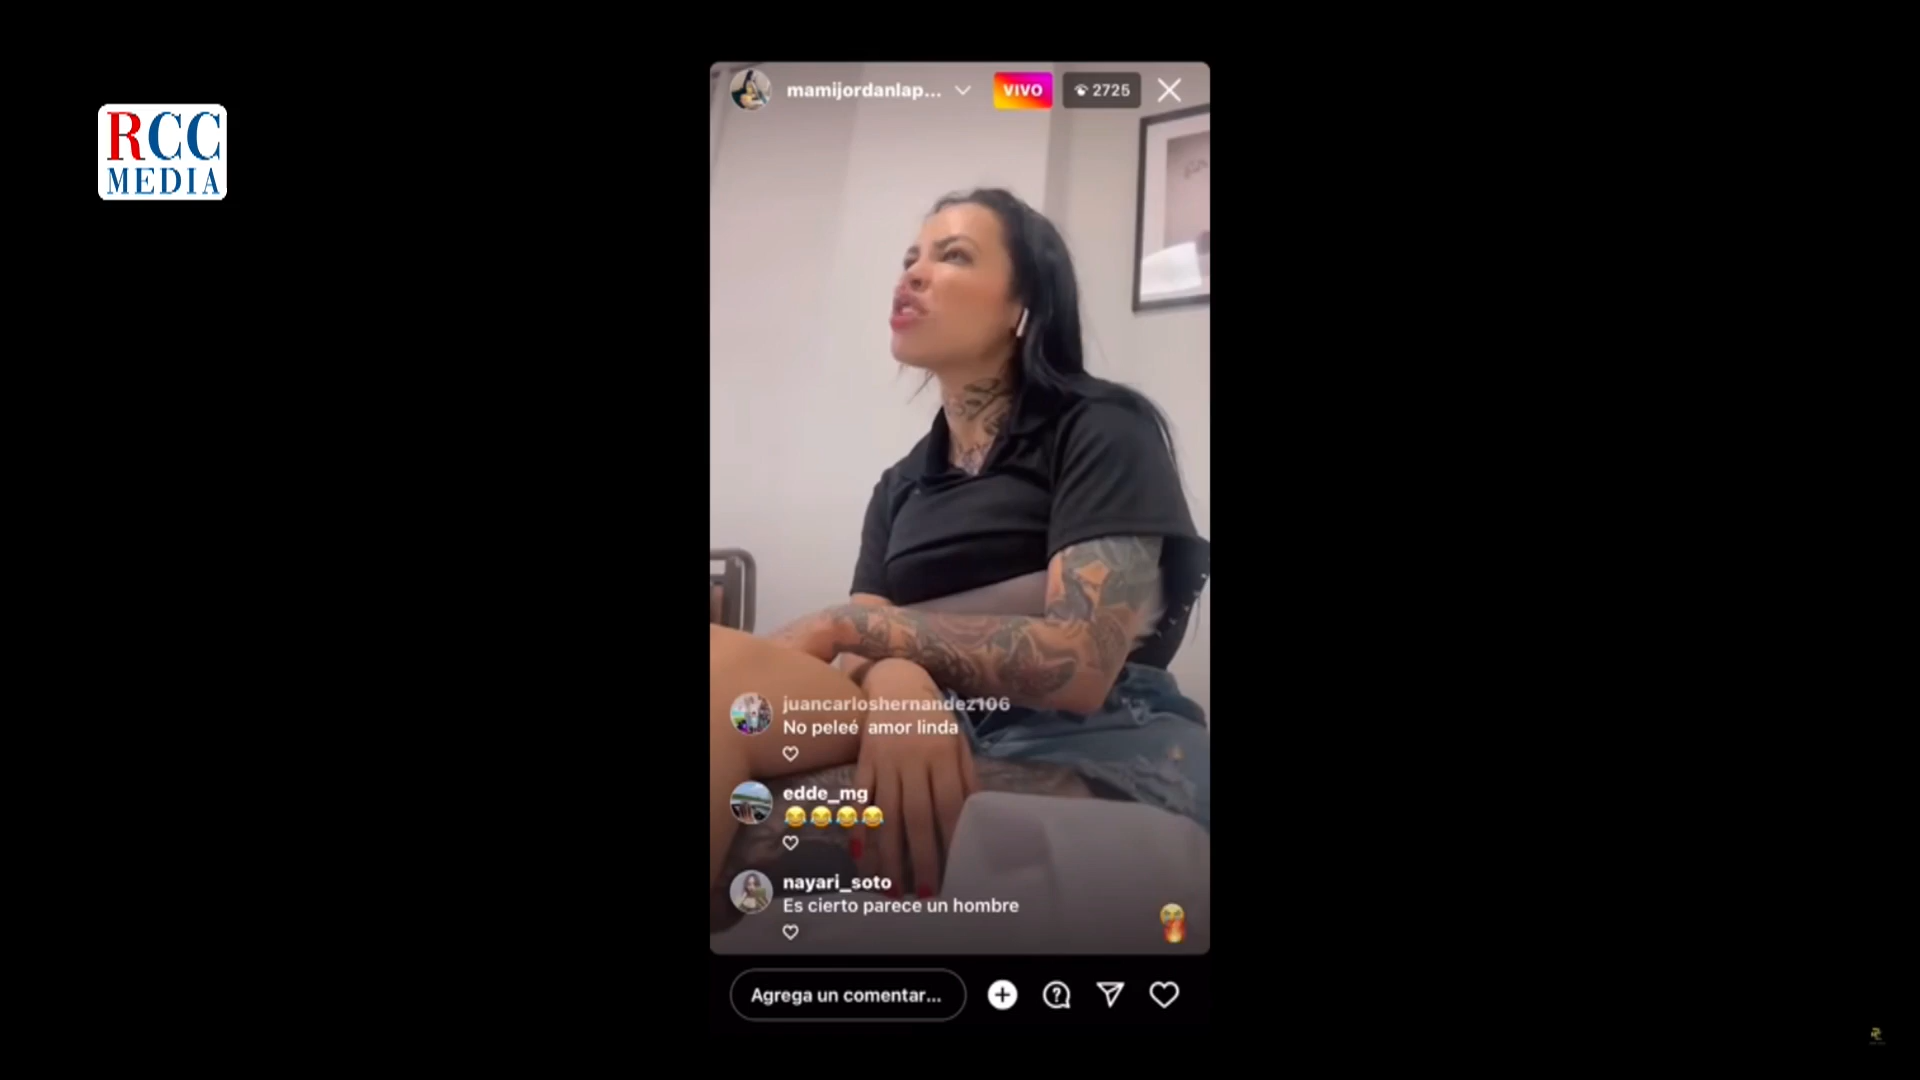 RCC
MEDIA
mamijordanlap...
VIVO
2725
juancarloshernandez106
No peleé amor linda
edde_mg
😂😂😂😂
nayari_soto
Es cierto parece un hombre
Agrega un comentar...